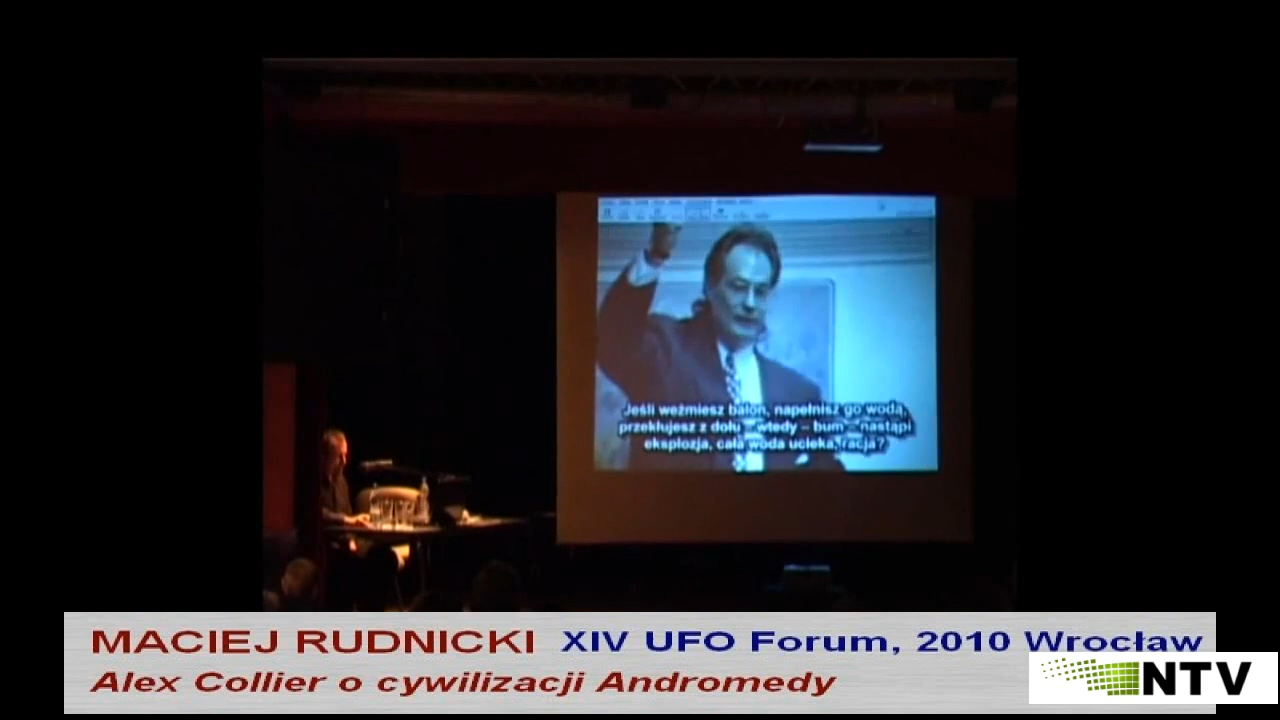 Jeśli weźmiesz balon, napełnisz go wodą,
przekłujesz z dołu – wtedy – bum – nastąpi
eksplozja, cała woda ucieka, racja?
MACIEJ RUDNICKI XIV UFO Forum, 2010 Wrocław
Alex Collier o cywilizacji Andromedy
NTV